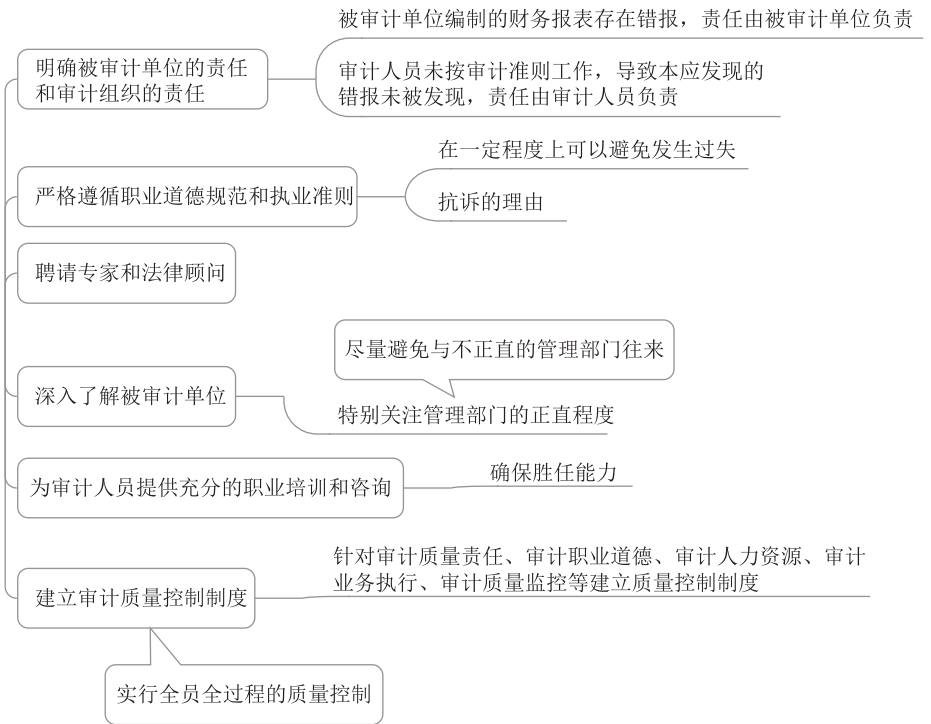 被审计单位编制的财务报表存在错报，责任由被审计单位负责
明确被审计单位的责任
和审计组织的责任
审计人员未按审计准则工作，导致本应发现的
错报未被发现，责任由审计人员负责
在一定程度上可以避免发生过失
严格遵循职业道德规范和执业准则
抗诉的理由
聘请专家和法律顾问
尽量避免与不正直的管理部门往来
深入了解被审计单位
特别关注管理部门的正直程度
为审计人员提供充分的职业培训和咨询
确保胜任能力
针对审计质量责任、审计职业道德、审计人力资源、审计
业务执行、审计质量监控等建立质量控制制度
建立审计质量控制制度
实行全员全过程的质量控制